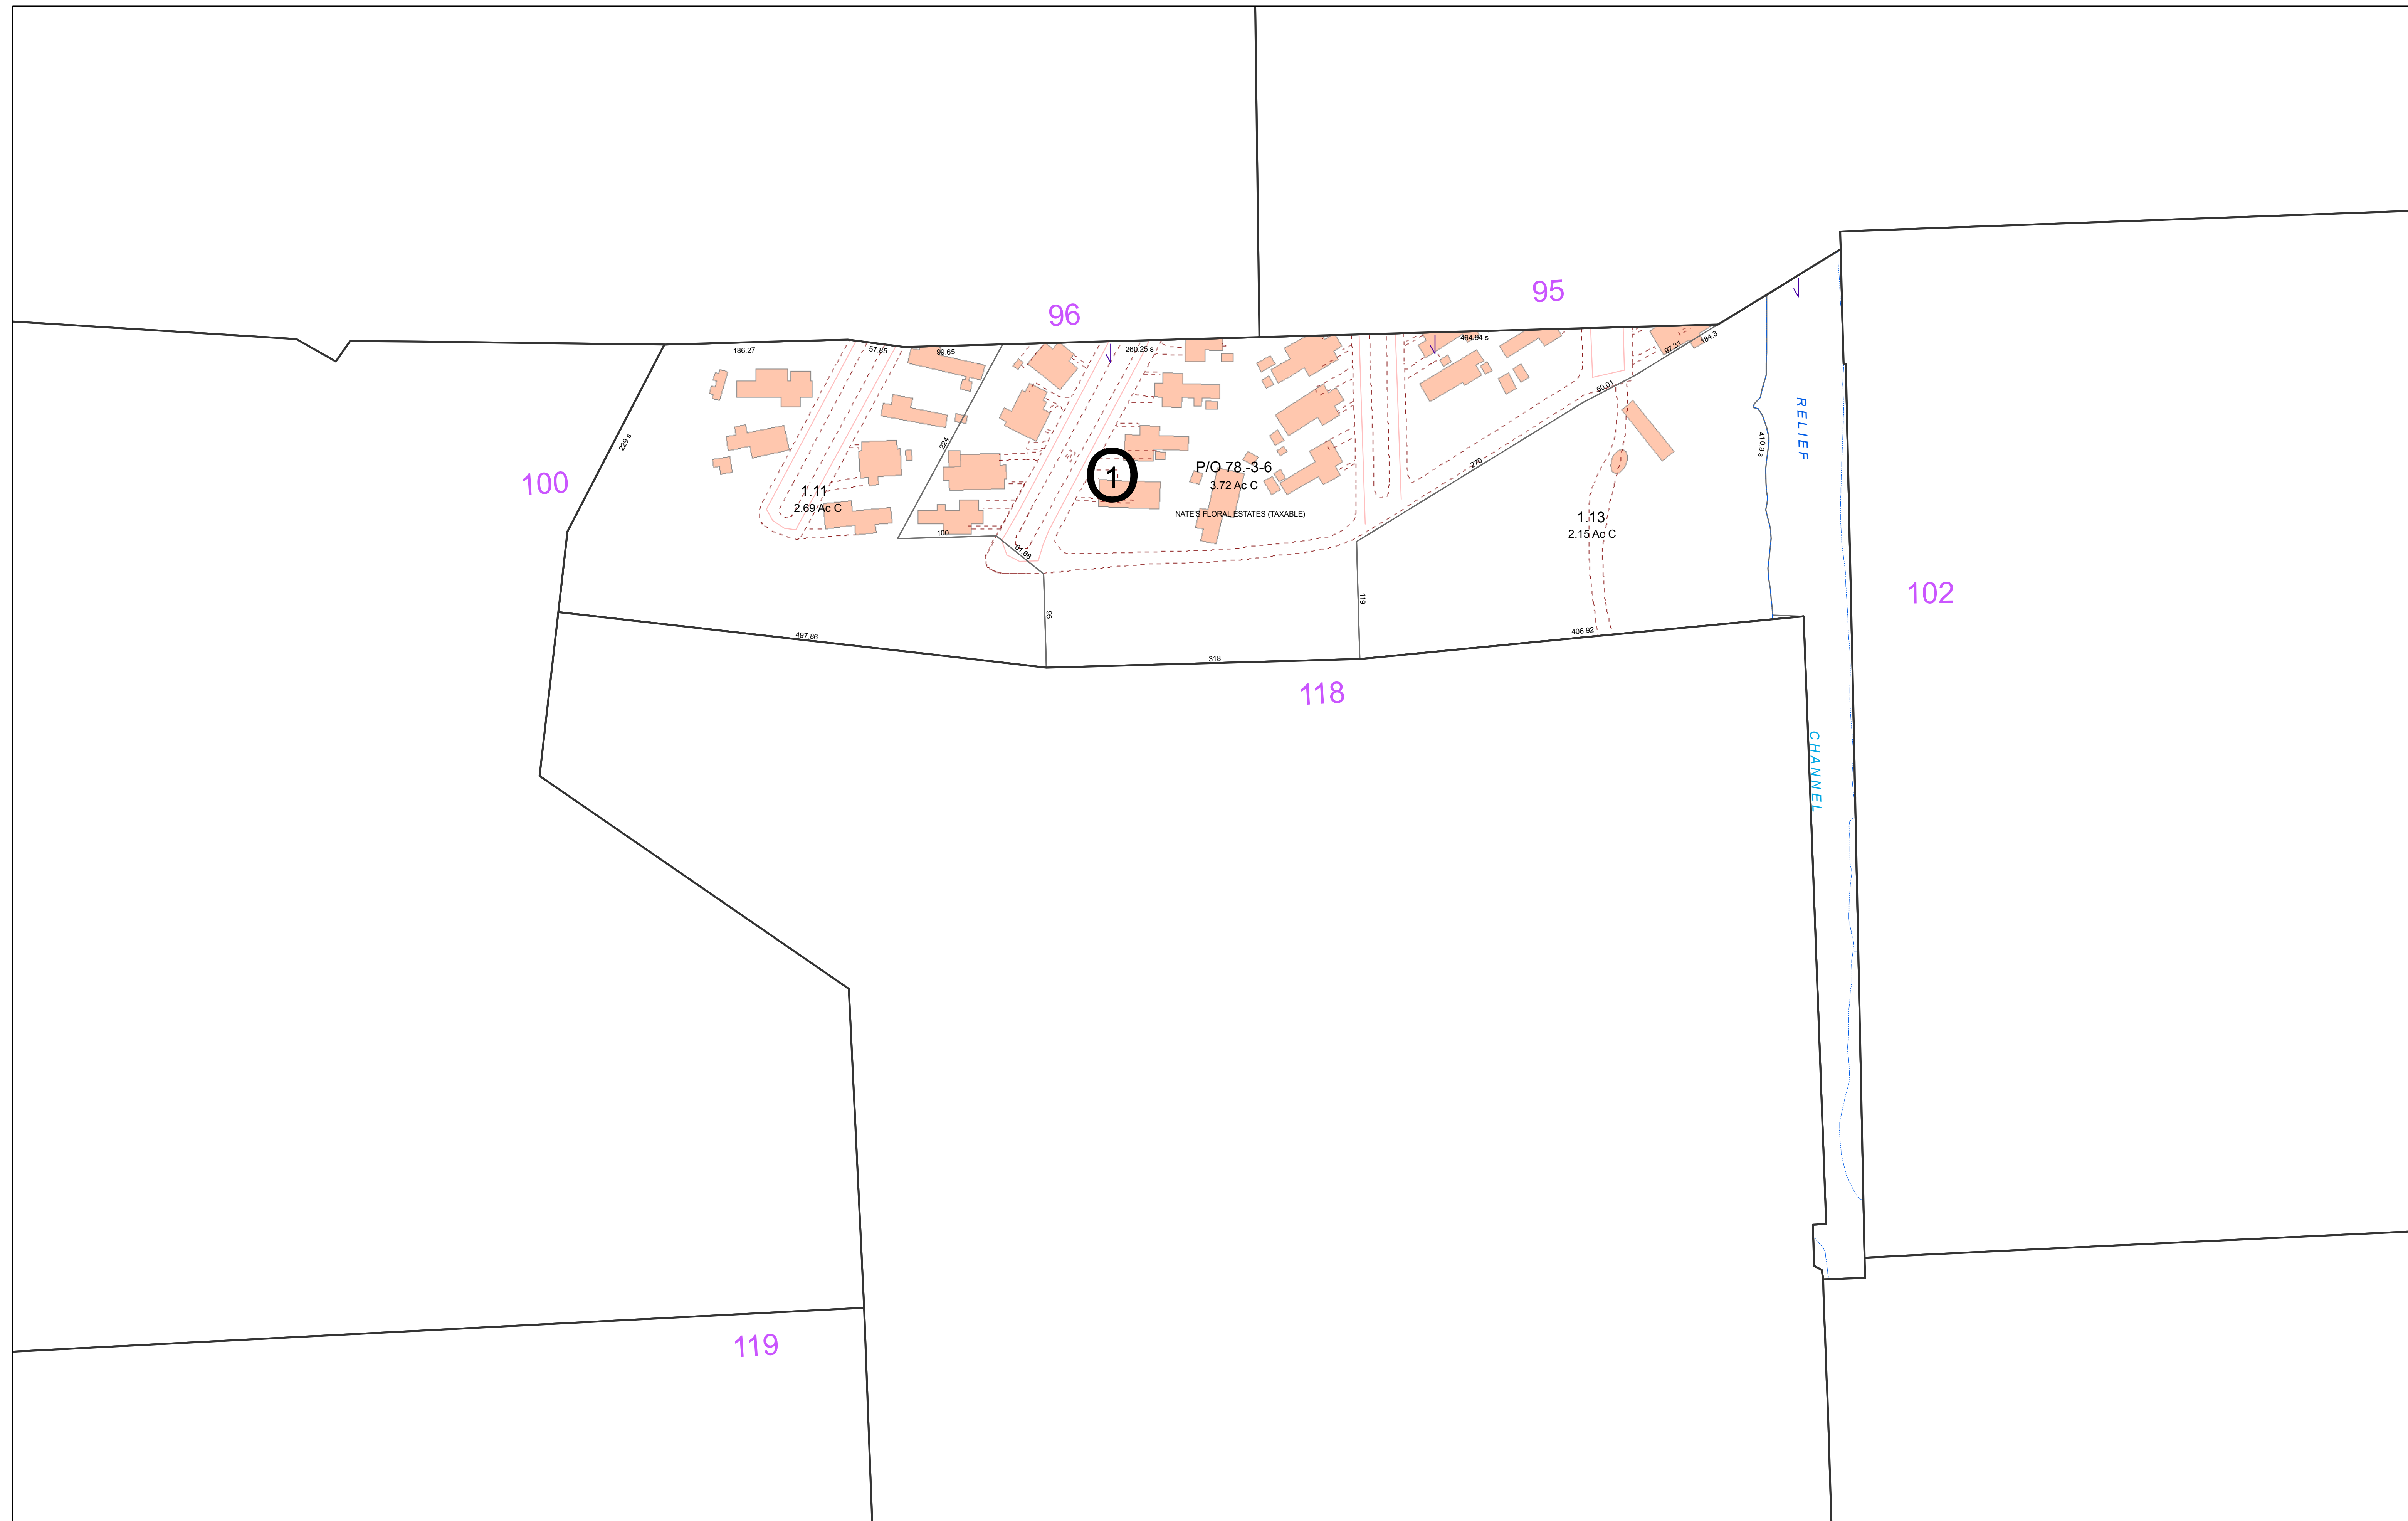 95
96
186.27
57.85
99.65
260.25 s
464.94 s
97.31
184.3
60.01
RELIEF
229 s
224
410.9 s
100
1
P/O 78.-3-6
3.72 Ac C
270
1.11
2.69 Ac C
NATE'S FLORAL ESTATES (TAXABLE)
1.13
2.15 Ac C
100
61.68
102
95
119
497.86
406.92
318
118
CHANNEL
119